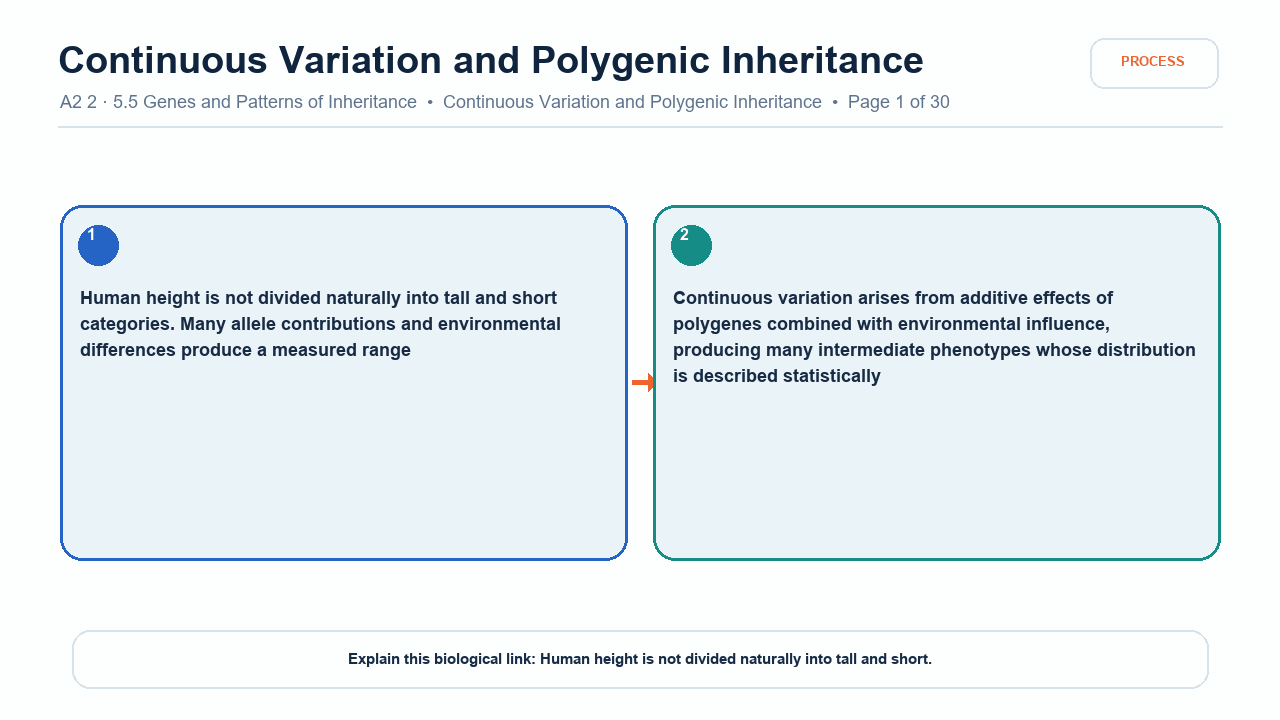 Continuous Variation and Polygenic Inheritance
PROCESS
A2 2 · 5.5 Genes and Patterns of Inheritance • Continuous Variation and Polygenic Inheritance • Page 1 of 30
1
Human height is not divided naturally into tall and short
categories. Many allele contributions and environmental
differences produce a measured range
2
Continuous variation arises from additive effects of
polygenes combined with environmental influence,
producing many intermediate phenotypes whose distribution
is described statistically
Explain this biological link: Human height is not divided naturally into tall and short.